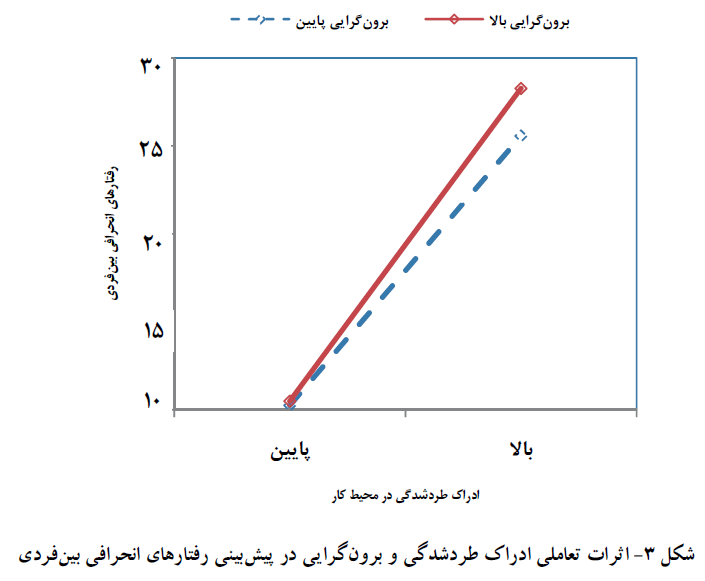 برون‌گرایی بالا
برون‌گرایی پایین
۳۰
۲۵
۲۰
۱۵
۱۰
رفتارهای انحرافی بین‌فردی
پایین
بالا
ادراک طردشدگی در محیط کار
شکل ۳- اثرات تعاملی ادراک طردشدگی و برون‌گرایی در پیش‌بینی رفتارهای انحرافی بین‌فردی